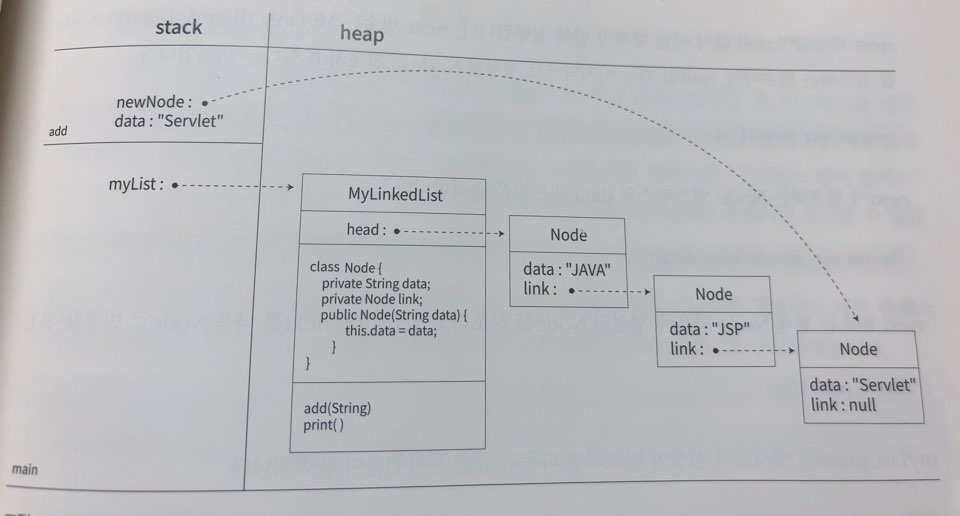 stack
heap
newNode :
data : "Servlet"
add
myList :
MyLinkedList
head :
class Node {
private String data;
private Node link;
public Node(String data) {
this.data = data;
}
}
add(String)
print( )
Node
data : "JAVA"
link :
Node
data : "JSP"
link :
Node
data : "Servlet"
link : null
main